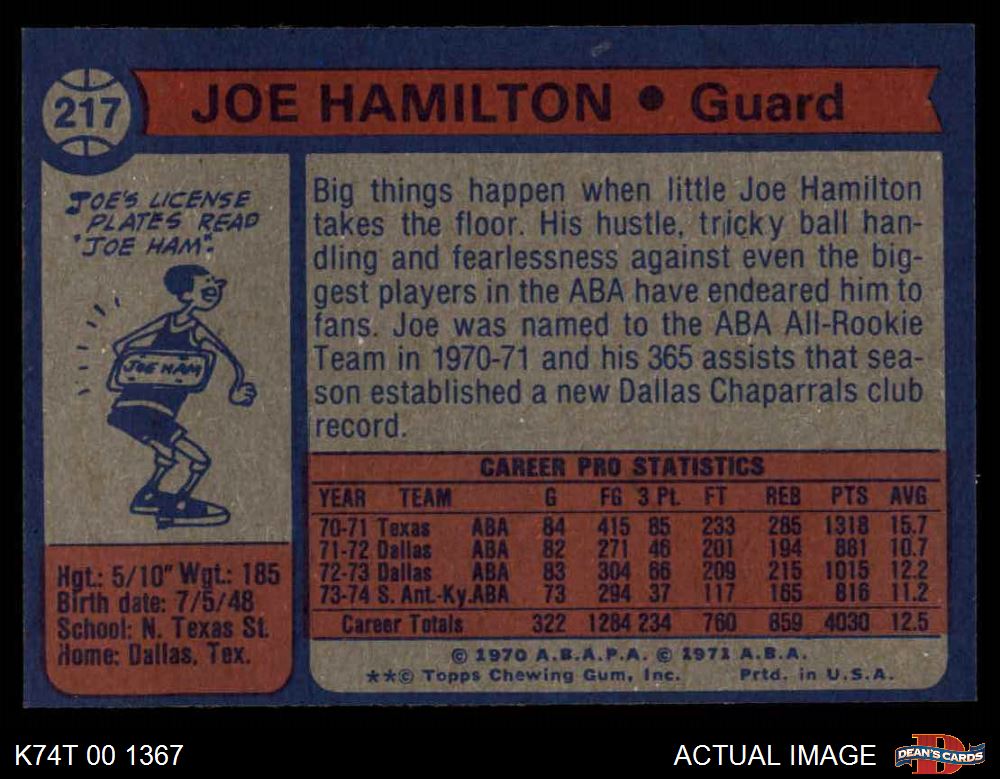 217
JOE HAMILTON • Guard
JOE'S LICENSE
PLATES READ
"JOE HAM".
JOE HAM
Big things happen when little Joe Hamilton
takes the floor. His hustle, tricky ball han-
dling and fearlessness against even the big-
gest players in the ABA have endeared him to
fans. Joe was named to the ABA All-Rookie
Team in 1970-71 and his 365 assists that sea-
son established a new Dallas Chaparrals club
record.
Hgt.: 5/10" Wgt.: 185
Birth date: 7/5/48
School: N. Texas St.
Home: Dallas, Tex.
CAREER PRO STATISTICS
YEAR TEAM G FG 3 Pt. FT REB PTS AVG
70-71 Texas ABA 84 415 85 233 285 1318 15.7
71-72 Dallas ABA 82 271 46 201 194 881 10.7
72-73 Dallas ABA 83 304 66 209 215 1015 12.2
73-74 S. Ant.-Ky. ABA 73 294 37 117 165 816 11.2
Career Totals 322 1284 234 760 859 4030 12.5
© 1970 A.B.A.P.A. © 1971 A.B.A.
**© Topps Chewing Gum, Inc. Prtd. in U.S.A.
K74T 00 1367
ACTUAL IMAGE
D
DEAN'S CARDS